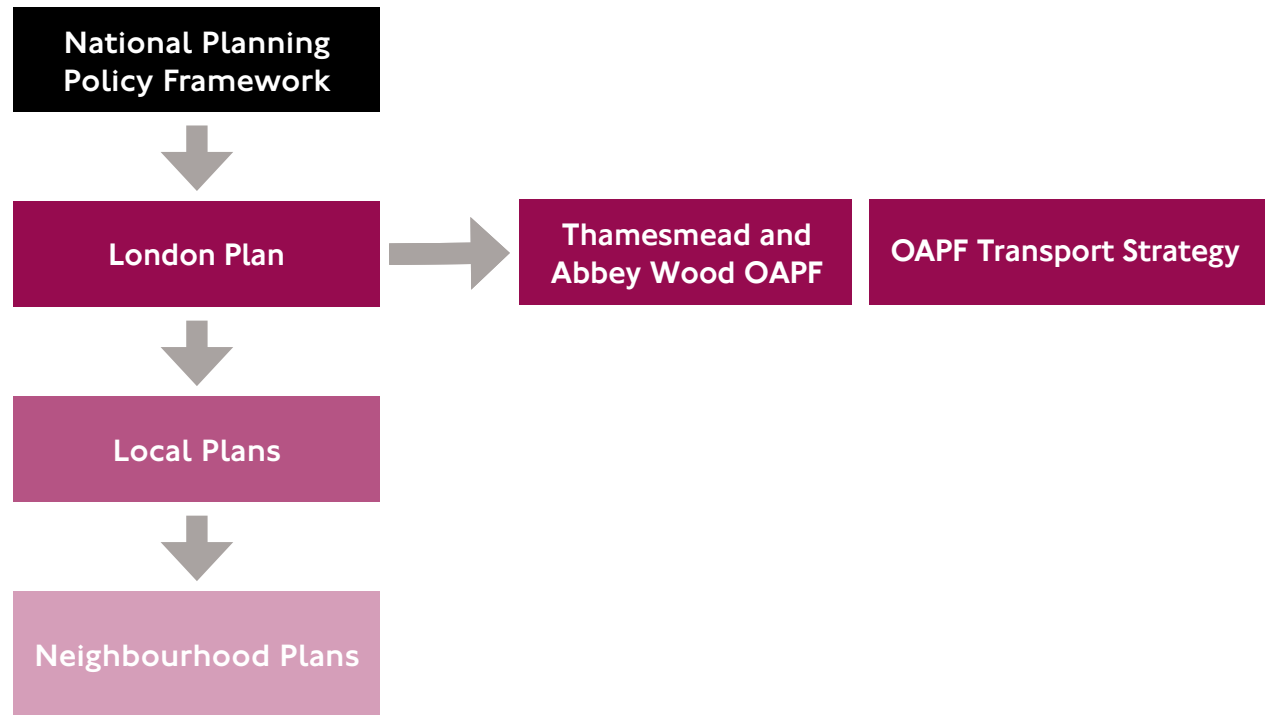 National Planning
Policy Framework
London Plan
Thamesmead and
Abbey Wood OAPF
OAPF Transport Strategy
Local Plans
Neighbourhood Plans